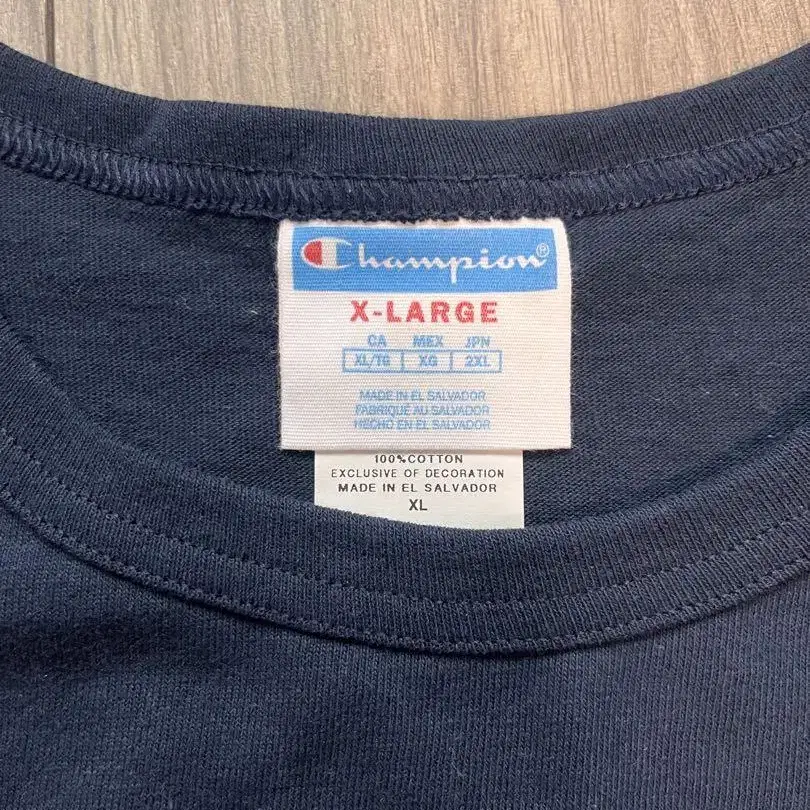 Champion®
X-LARGE
CA MEX JPN
XL/TG XG 2XL
MADE IN EL SALVADOR
FABRIQUÉ AU SALVADOR
HECHO EN EL SALVADOR
100%COTTON
EXCLUSIVE OF DECORATION
MADE IN EL SALVADOR
XL